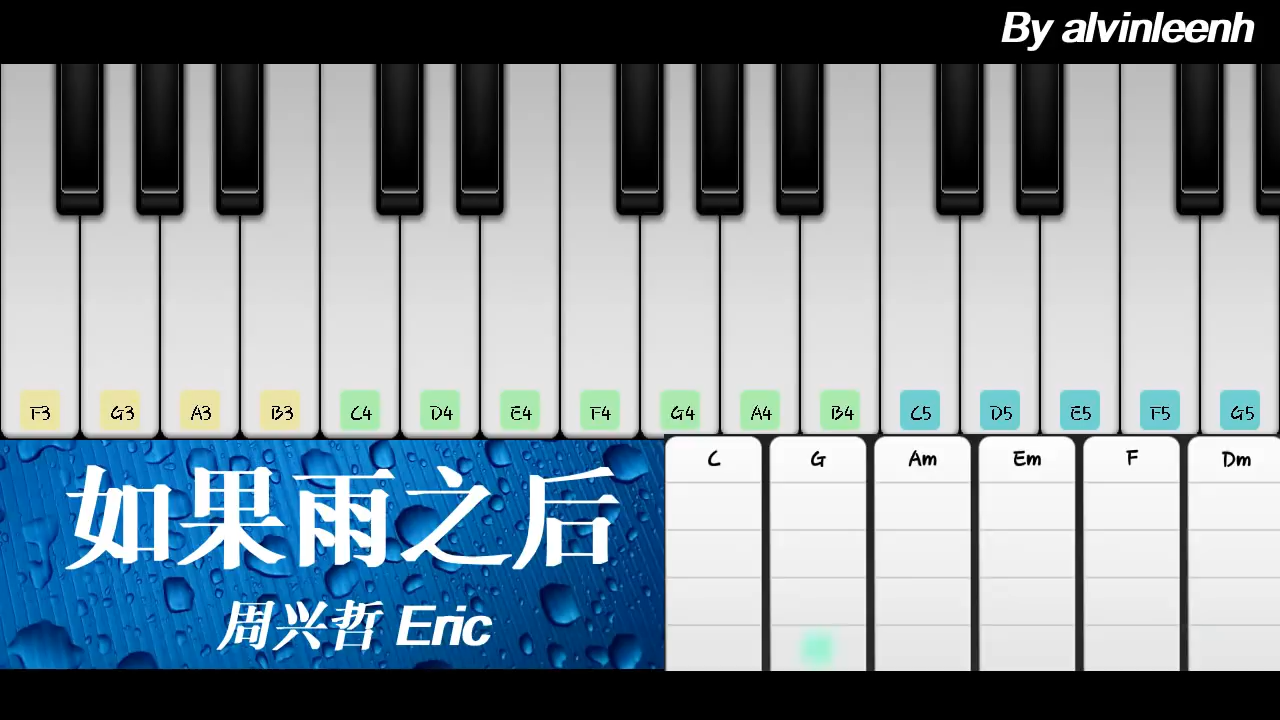 By alvinleenh
F3 G3 A3 B3 C4 D4 E4 F4 G4 A4 B4 C5 D5 E5 F5 G5
C G Am Em F Dm
如果雨之后
周兴哲 Eric